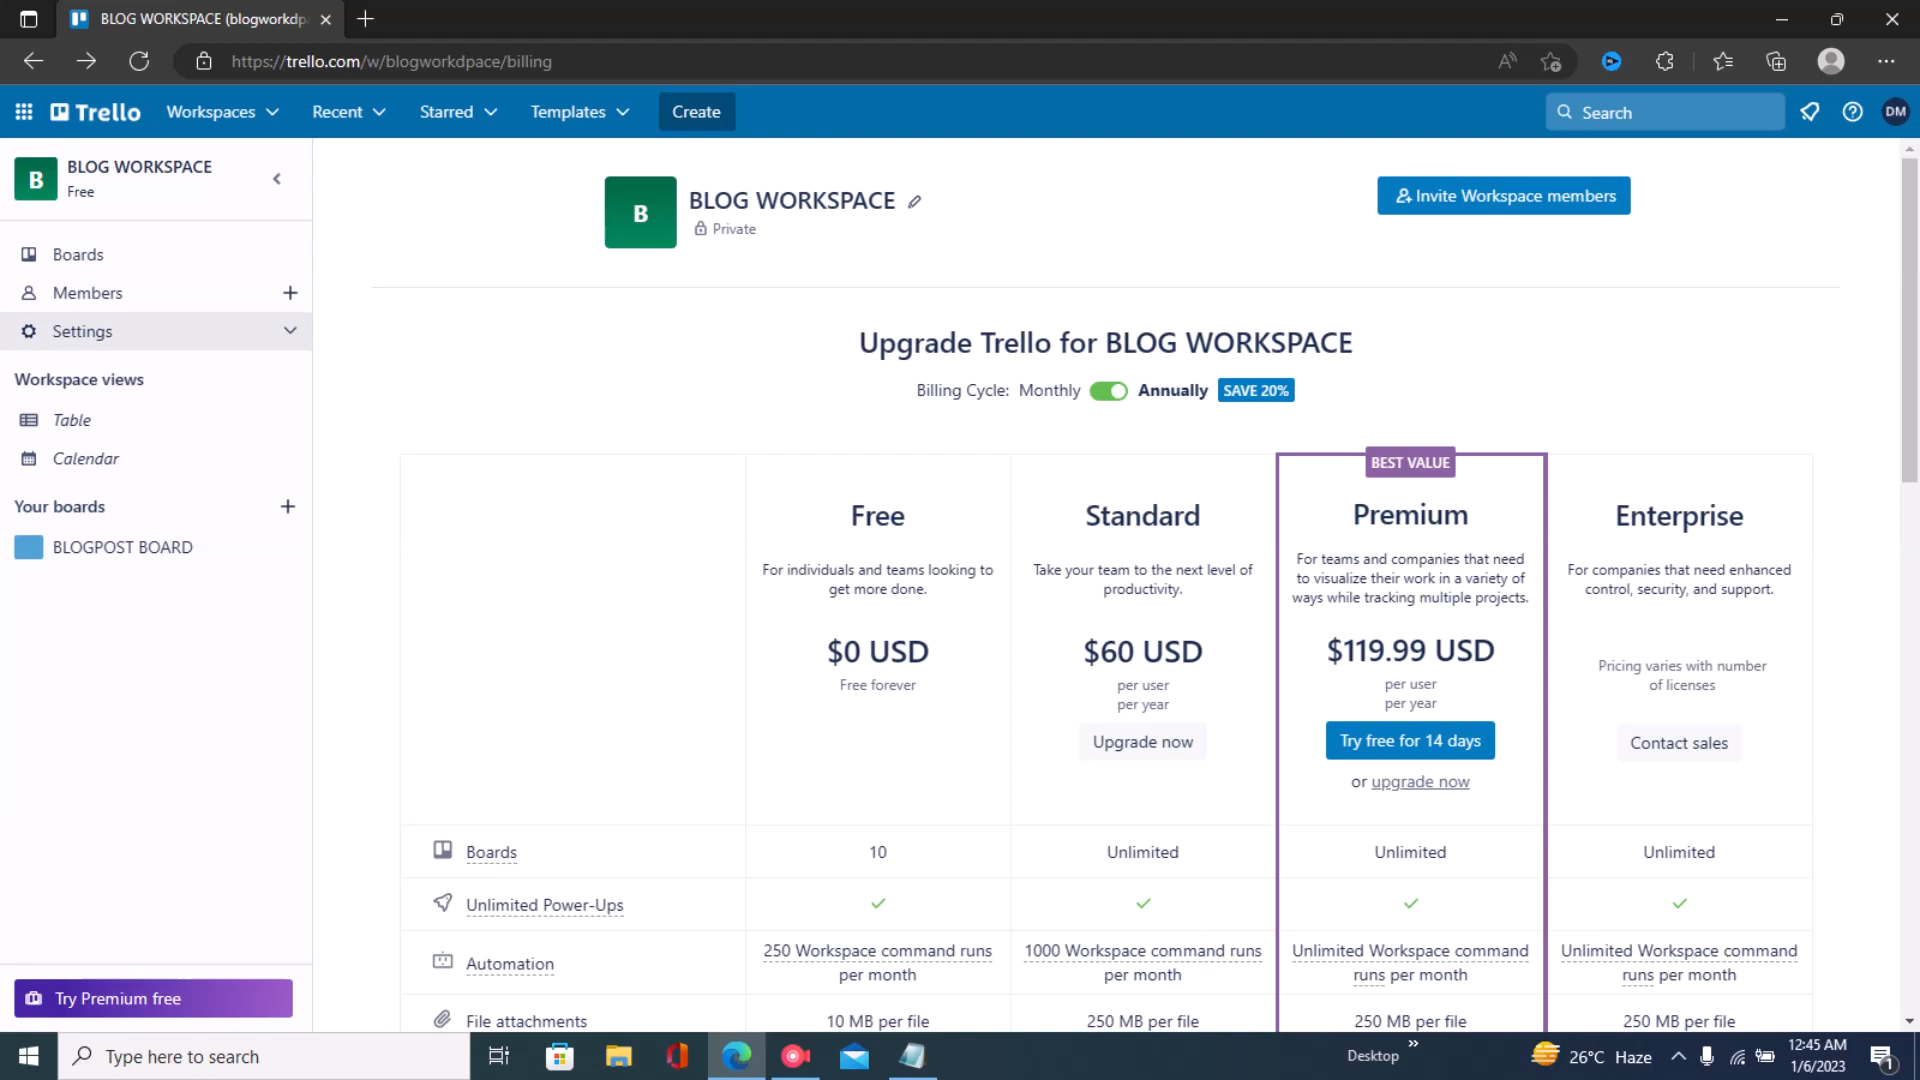 BLOG WORKSPACE (blogworkdp
https://trello.com/w/blogworkdpace/billing
Trello
Workspaces
Recent
Starred
Templates
Create
Search
DM
B
BLOG WORKSPACE
Free
Boards
Members
Settings
Workspace views
Table
Calendar
Your boards
BLOGPOST BOARD
Try Premium free
B
BLOG WORKSPACE
Private
Invite Workspace members
Upgrade Trello for BLOG WORKSPACE
Billing Cycle: Monthly Annually SAVE 20%
Free
For individuals and teams looking to
get more done.
$0 USD
Free forever
Standard
Take your team to the next level of
productivity.
$60 USD
per user
per year
Upgrade now
BEST VALUE
Premium
For teams and companies that need
to visualize their work in a variety of
ways while tracking multiple projects.
$119.99 USD
per user
per year
Try free for 14 days
or upgrade now
Enterprise
For companies that need enhanced
control, security, and support.
Pricing varies with number
of licenses
Contact sales
Boards 10 Unlimited Unlimited Unlimited
Unlimited Power-Ups
Automation
250 Workspace command runs
per month
1000 Workspace command runs
per month
Unlimited Workspace command
runs per month
Unlimited Workspace command
runs per month
File attachments 10 MB per file 250 MB per file 250 MB per file 250 MB per file
Type here to search
Desktop
26°C Haze
12:45 AM
1/6/2023
1